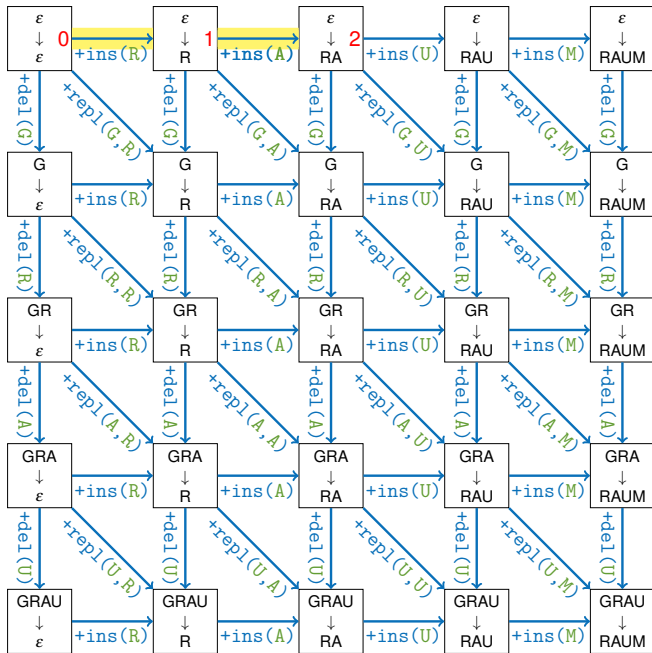 ε ε ε ε ε
↓ 0 ↓ 1 ↓ 2 ↓ ↓
ε +ins(R) R +ins(A) RA +ins(U) RAU +ins(M) RAUM
+del(G) +repl(G,R) +del(G) +repl(G,A) +del(G) +repl(G,U) +del(G) +repl(G,M) +del(G)
G G G G G
↓ ↓ ↓ ↓ ↓
ε +ins(R) R +ins(A) RA +ins(U) RAU +ins(M) RAUM
+del(R) +repl(R,R) +del(R) +repl(R,A) +del(R) +repl(R,U) +del(R) +repl(R,M) +del(R)
GR GR GR GR GR
↓ ↓ ↓ ↓ ↓
ε +ins(R) R +ins(A) RA +ins(U) RAU +ins(M) RAUM
+del(A) +repl(A,R) +del(A) +repl(A,A) +del(A) +repl(A,U) +del(A) +repl(A,M) +del(A)
GRA GRA GRA GRA GRA
↓ ↓ ↓ ↓ ↓
ε +ins(R) R +ins(A) RA +ins(U) RAU +ins(M) RAUM
+del(U) +repl(U,R) +del(U) +repl(U,A) +del(U) +repl(U,U) +del(U) +repl(U,M) +del(U)
GRAU GRAU GRAU GRAU GRAU
↓ ↓ ↓ ↓ ↓
ε +ins(R) R +ins(A) RA +ins(U) RAU +ins(M) RAUM